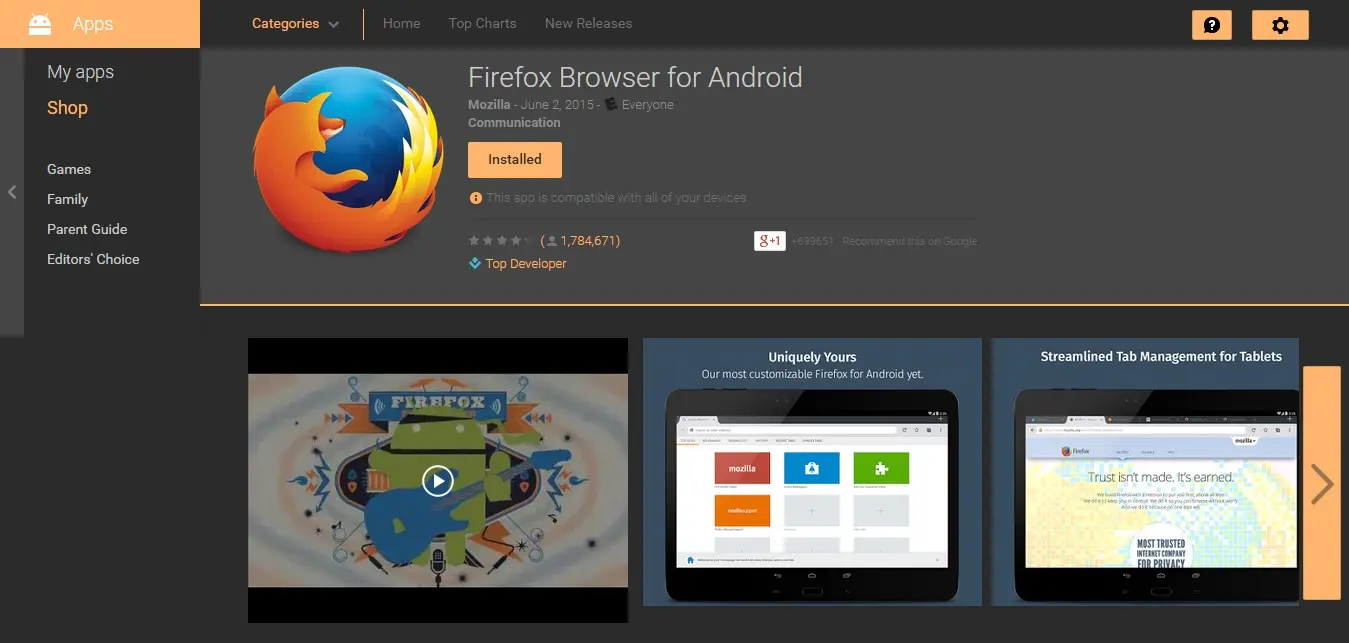 Apps
Categories
Home
Top Charts
New Releases
My apps
Shop
Games
Family
Parent Guide
Editors' Choice
Firefox Browser for Android
Mozilla - June 2, 2015 - Everyone
Communication
Installed
This app is compatible with all of your devices.
(1,784,671)
g+1 +699651 Recommend this on Google
Top Developer
FIREFOX
Uniquely Yours
Our most customizable Firefox for Android yet.
mozilla
Streamlined Tab Management for Tablets
mozilla
Firefox
Trust isn't made. It's earned.
MOST TRUSTED
INTERNET COMPANY
FOR PRIVACY